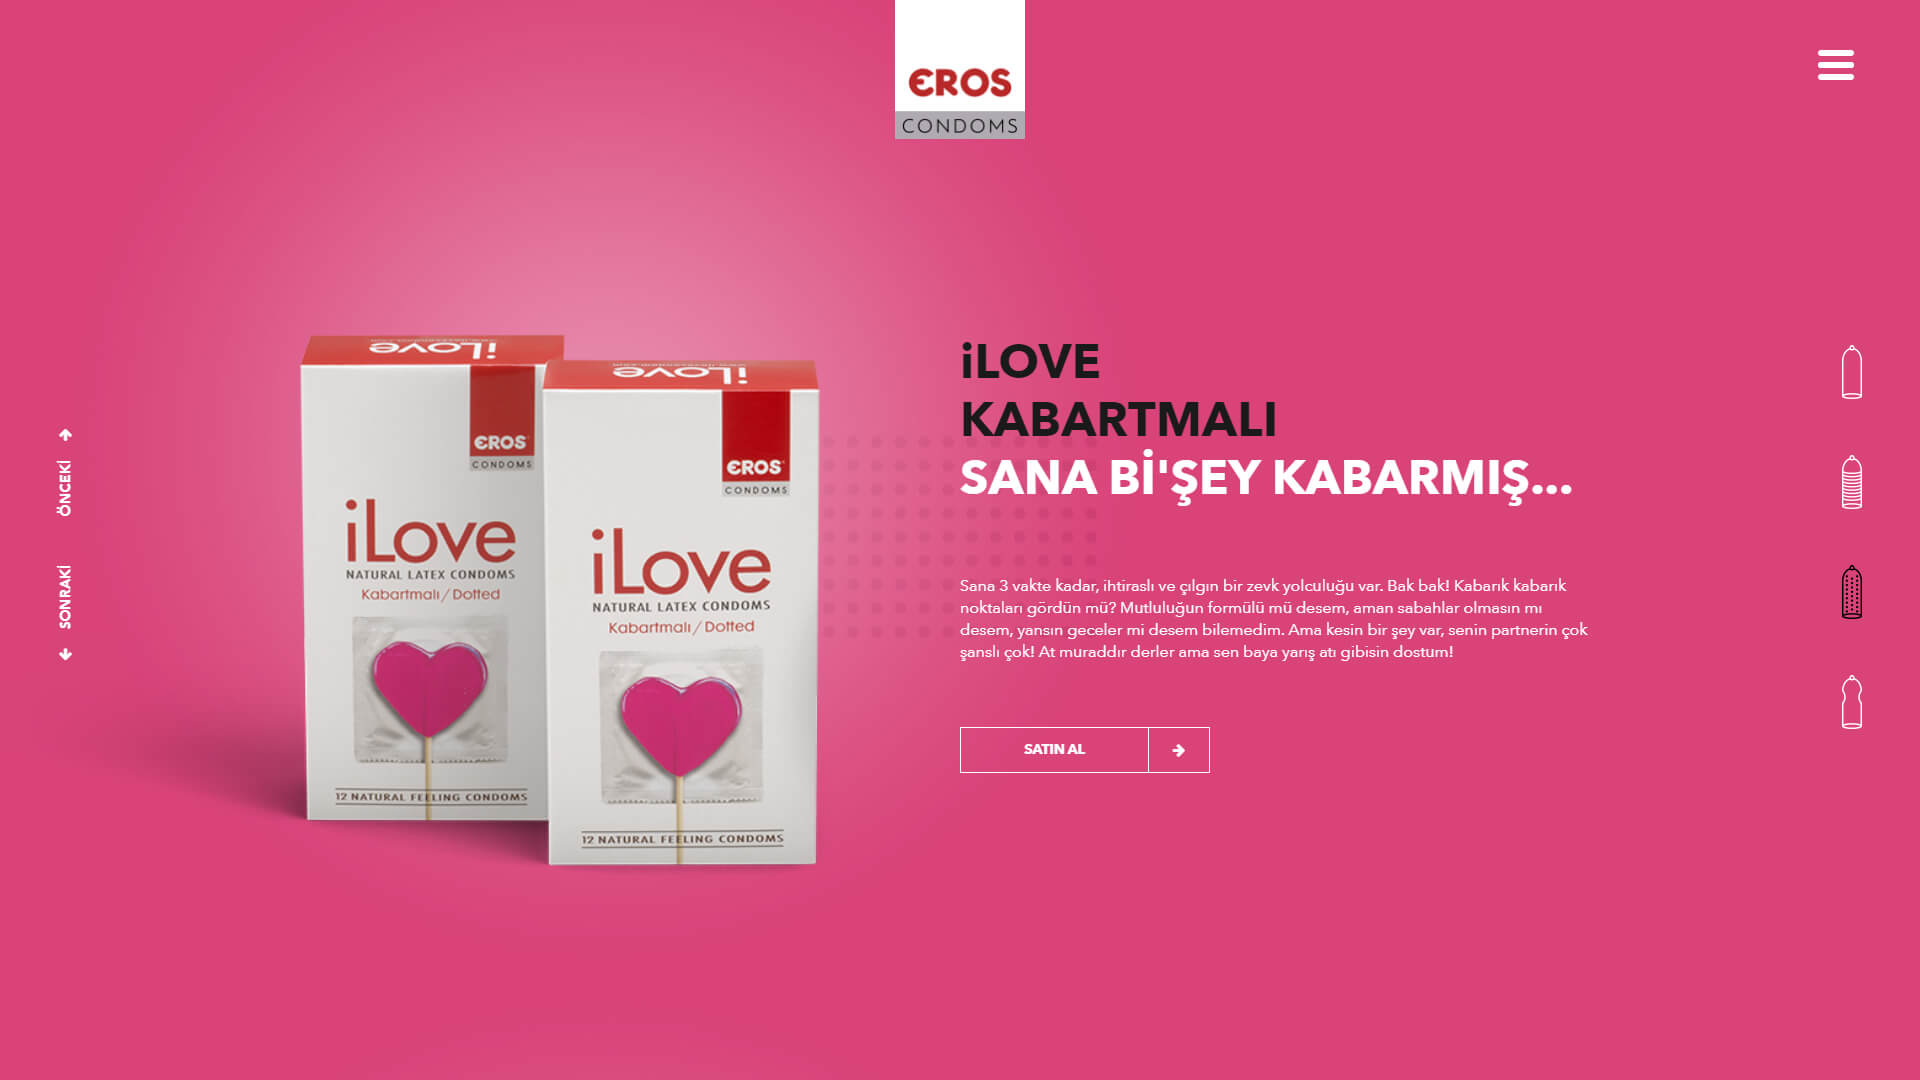 EROS
CONDOMS
ÖNCEKİ
SONRAKİ
iLove
EROS
CONDOMS
iLove
NATURAL LATEX CONDOMS
Kabartmalı/Dotted
12 NATURAL FEELING CONDOMS
iLove
EROS
CONDOMS
iLove
NATURAL LATEX CONDOMS
Kabartmalı/Dotted
12 NATURAL FEELING CONDOMS
iLOVE
KABARTMALI
SANA Bİ'ŞEY KABARMIŞ...
Sana 3 vakte kadar, ihtiraslı ve çılgın bir zevk yolculuğu var. Bak bak! Kabarık kabarık
noktaları gördün mü? Mutluluğun formülü mü desem, aman sabahlar olmasın mı
desem, yansın geceler mi desem bilemedim. Ama kesin bir şey var, senin partnerin çok
şanslı çok! At muraddır derler ama sen baya yarış atı gibisin dostum!
SATIN AL